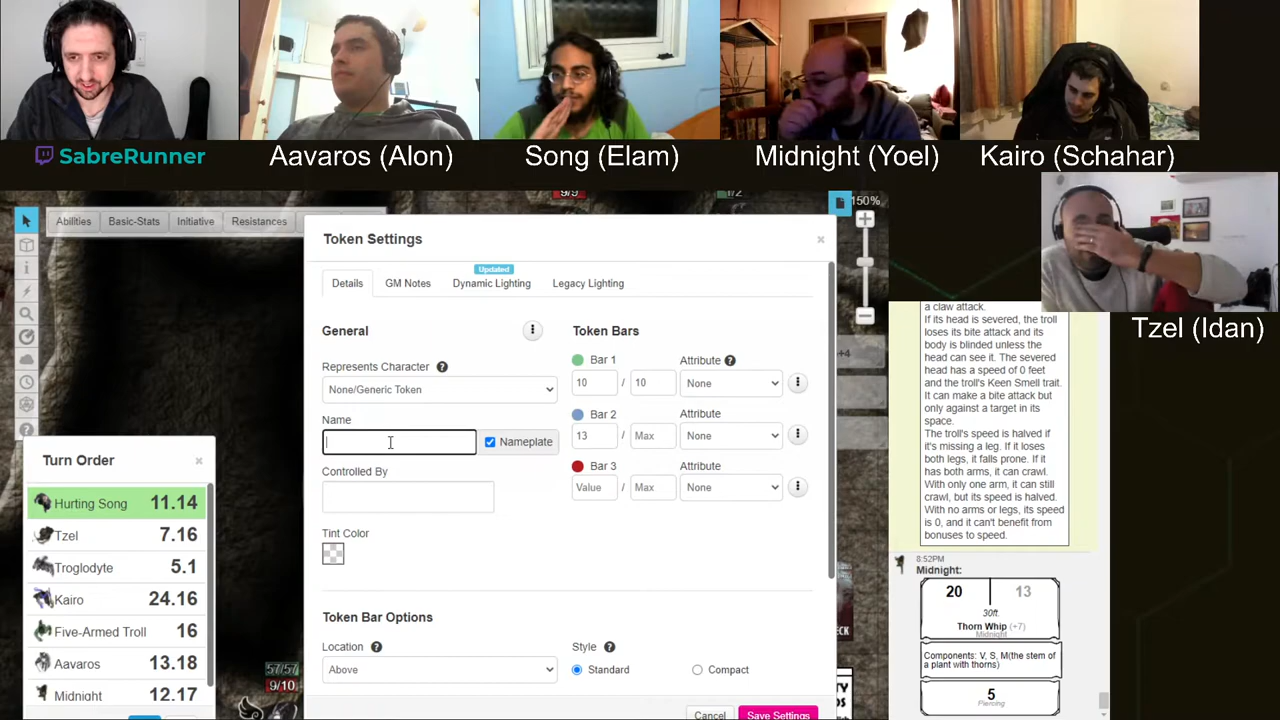 SabreRunner
Aavaros (Alon)
Song (Elam)
Midnight (Yoel)
Kairo (Schahar)
Tzel (Idan)
9/9
1/2
150%
Abilities
Basic-Stats
Initiative
Resistances
Token Settings
×
Updated
Details
GM Notes
Dynamic Lighting
Legacy Lighting
General
Represents Character ?
None/Generic Token
Name
Nameplate
Controlled By
Tint Color
Token Bars
Bar 1
Attribute ?
10 / 10
None
Bar 2
Attribute
13 / Max
None
Bar 3
Attribute
Value / Max
None
Token Bar Options
Location ?
Above
Style ?
Standard
Compact
Cancel
Save Settings
Turn Order
×
Hurting Song 11.14
Tzel 7.16
Troglodyte 5.1
Kairo 24.16
Five-Armed Troll 16
Aavaros 13.18
Midnight 12.17
57/57
9/10
+4
a claw attack.
If its head is severed, the troll
loses its bite attack and its
body is blinded unless the
head can see it. The severed
head has a speed of 0 feet
and the troll's Keen Smell trait.
It can make a bite attack but
only against a target in its
space.
The troll's speed is halved if
it's missing a leg. If it loses
both legs, it falls prone. If it
has both arms, it can crawl.
With only one arm, it can still
crawl, but its speed is halved.
With no arms or legs, its speed
is 0, and it can't benefit from
bonuses to speed.
8:52PM
Midnight:
20
13
30ft.
Thorn Whip (+7)
Midnight
Components: V, S, M(the stem of
a plant with thorns)
5
Piercing